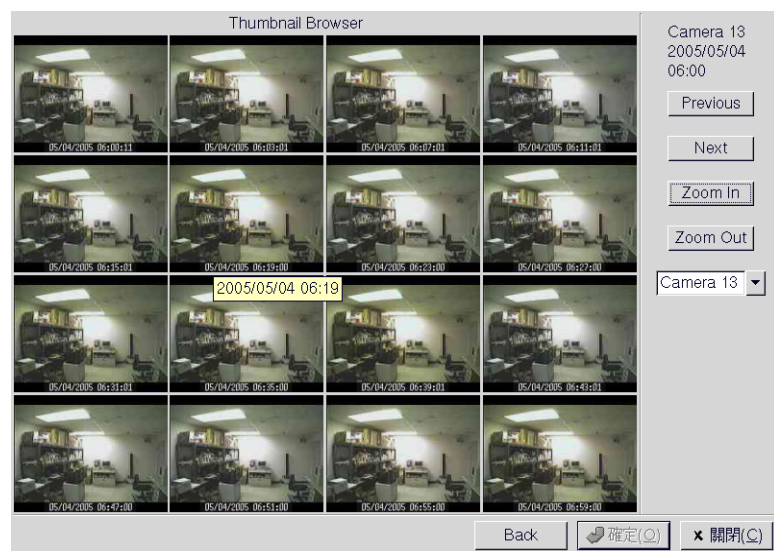 Thumbnail Browser
05/04/2005 06:00:11
05/04/2005 06:03:01
05/04/2005 06:07:01
05/04/2005 06:11:01
05/04/2005 06:15:01
05/04/2005 06:19:00
05/04/2005 06:23:00
05/04/2005 06:27:00
2005/05/04 06:19
05/04/2005 06:31:01
05/04/2005 06:35:00
05/04/2005 06:39:01
05/04/2005 06:43:01
05/04/2005 06:47:00
05/04/2005 06:51:00
05/04/2005 06:55:00
05/04/2005 06:59:00
Camera 13
2005/05/04
06:00
Previous
Next
Zoom In
Zoom Out
Camera 13
Back
確定(O)
關閉(C)